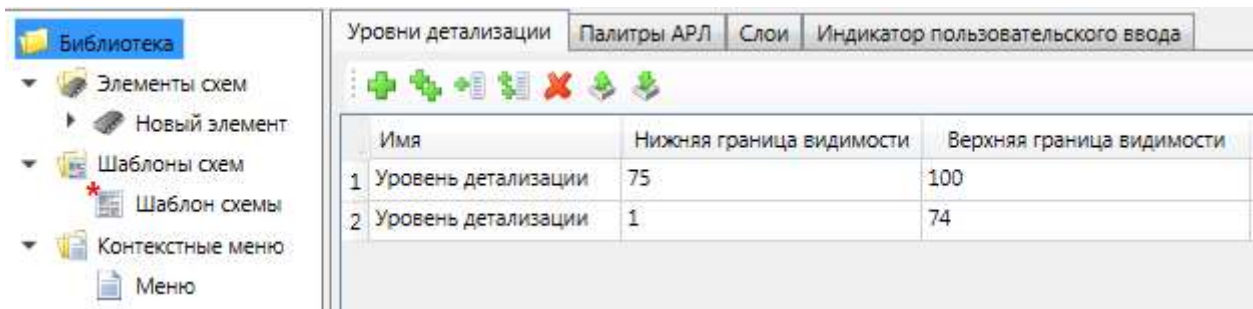 Библиотека
Элементы схем
Новый элемент
Шаблоны схем
Шаблон схемы
Контекстные меню
Меню
Уровни детализации Палитры АРЛ Слои Индикатор пользовательского ввода
Имя Нижняя граница видимости Верхняя граница видимости
1 Уровень детализации 75 100
2 Уровень детализации 1 74